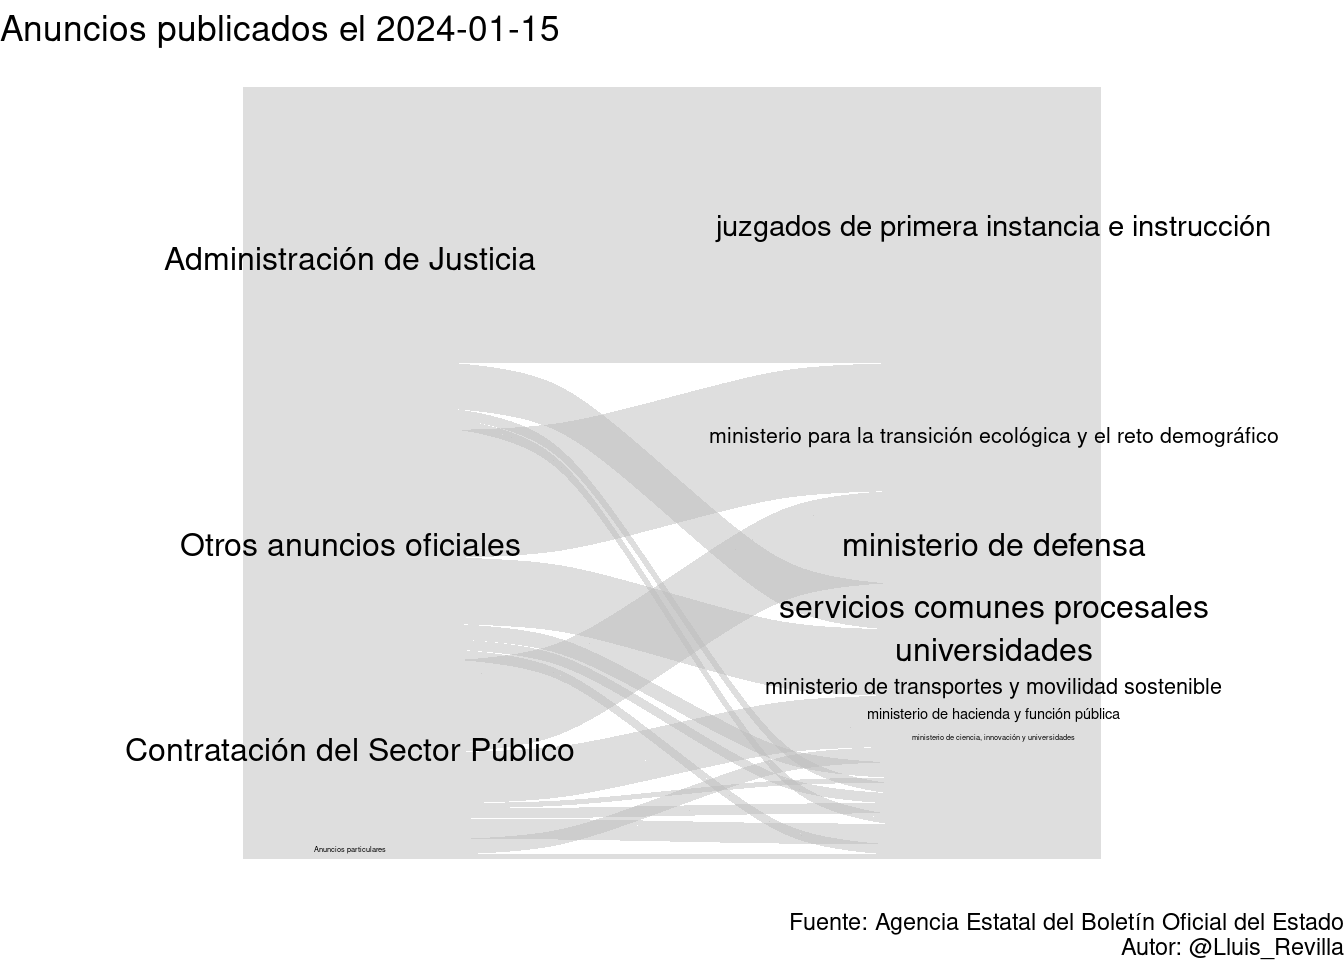 Anuncios publicados el 2024-01-15
juzgados de primera instancia e instrucción
Administración de Justicia
ministerio para la transición ecológica y el reto demográfico
Otros anuncios oficiales
ministerio de defensa
servicios comunes procesales
universidades
ministerio de transportes y movilidad sostenible
ministerio de hacienda y función pública
ministerio de ciencia, innovación y universidades
Contratación del Sector Público
Anuncios particulares
Fuente: Agencia Estatal del Boletín Oficial del Estado
Autor: @Lluis_Revilla